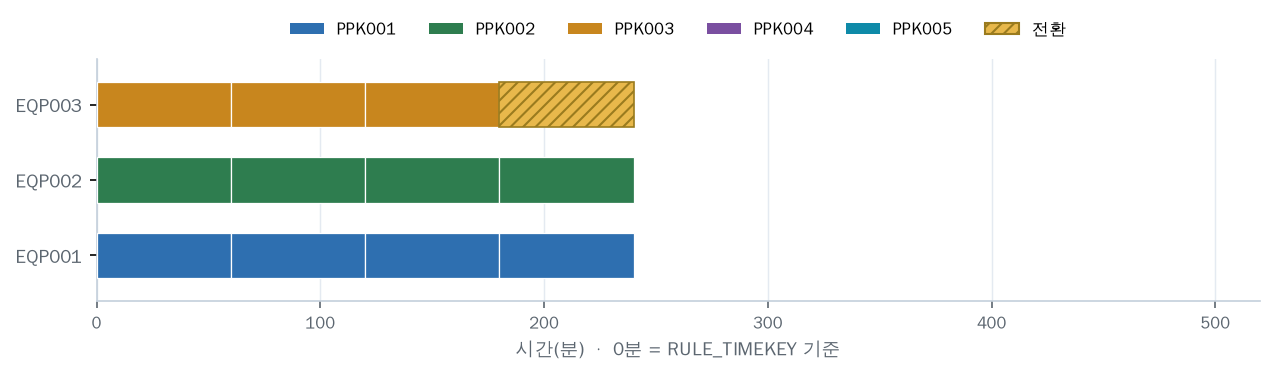 PPK001 PPK002 PPK003 PPK004 PPK005 전환
EQP003
EQP002
EQP001
0 100 200 300 400 500
시간(분) · 0분 = RULE_TIMEKEY 기준